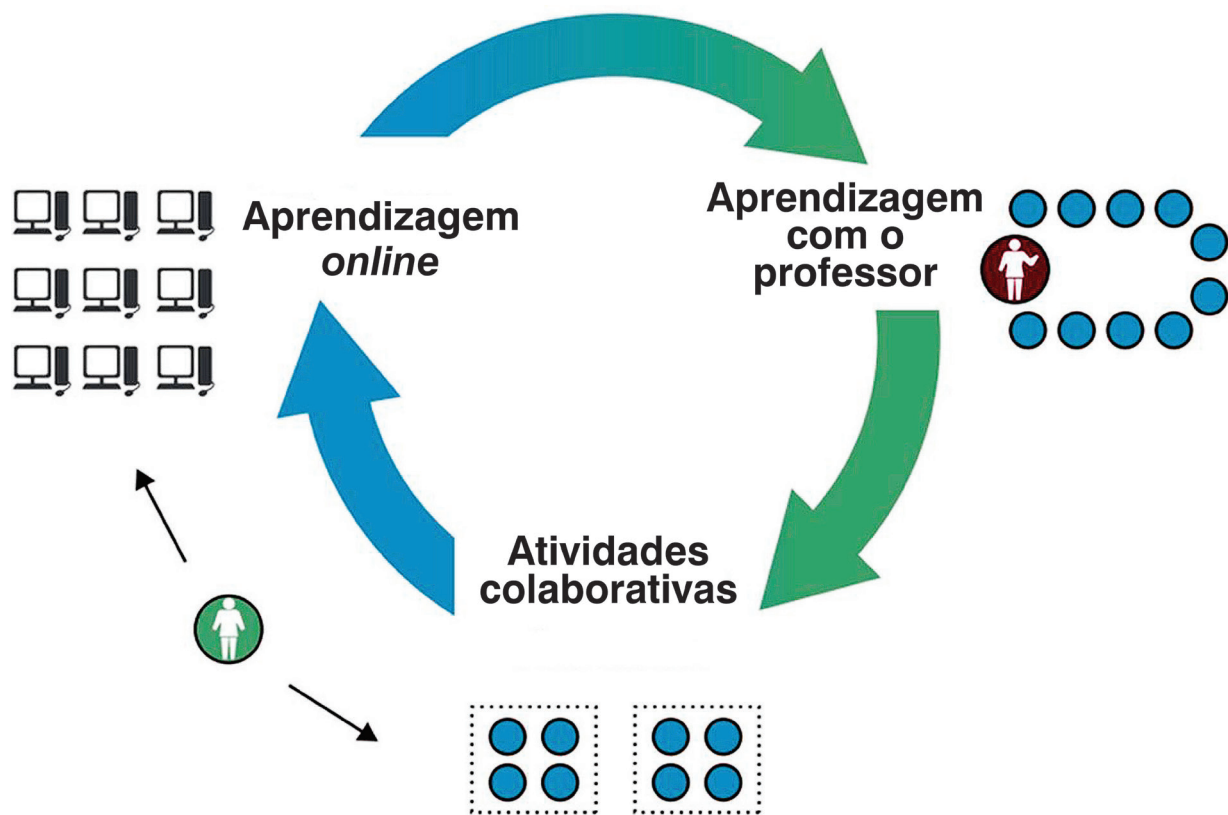 Aprendizagem
online
Aprendizagem
com o
professor
Atividades
colaborativas